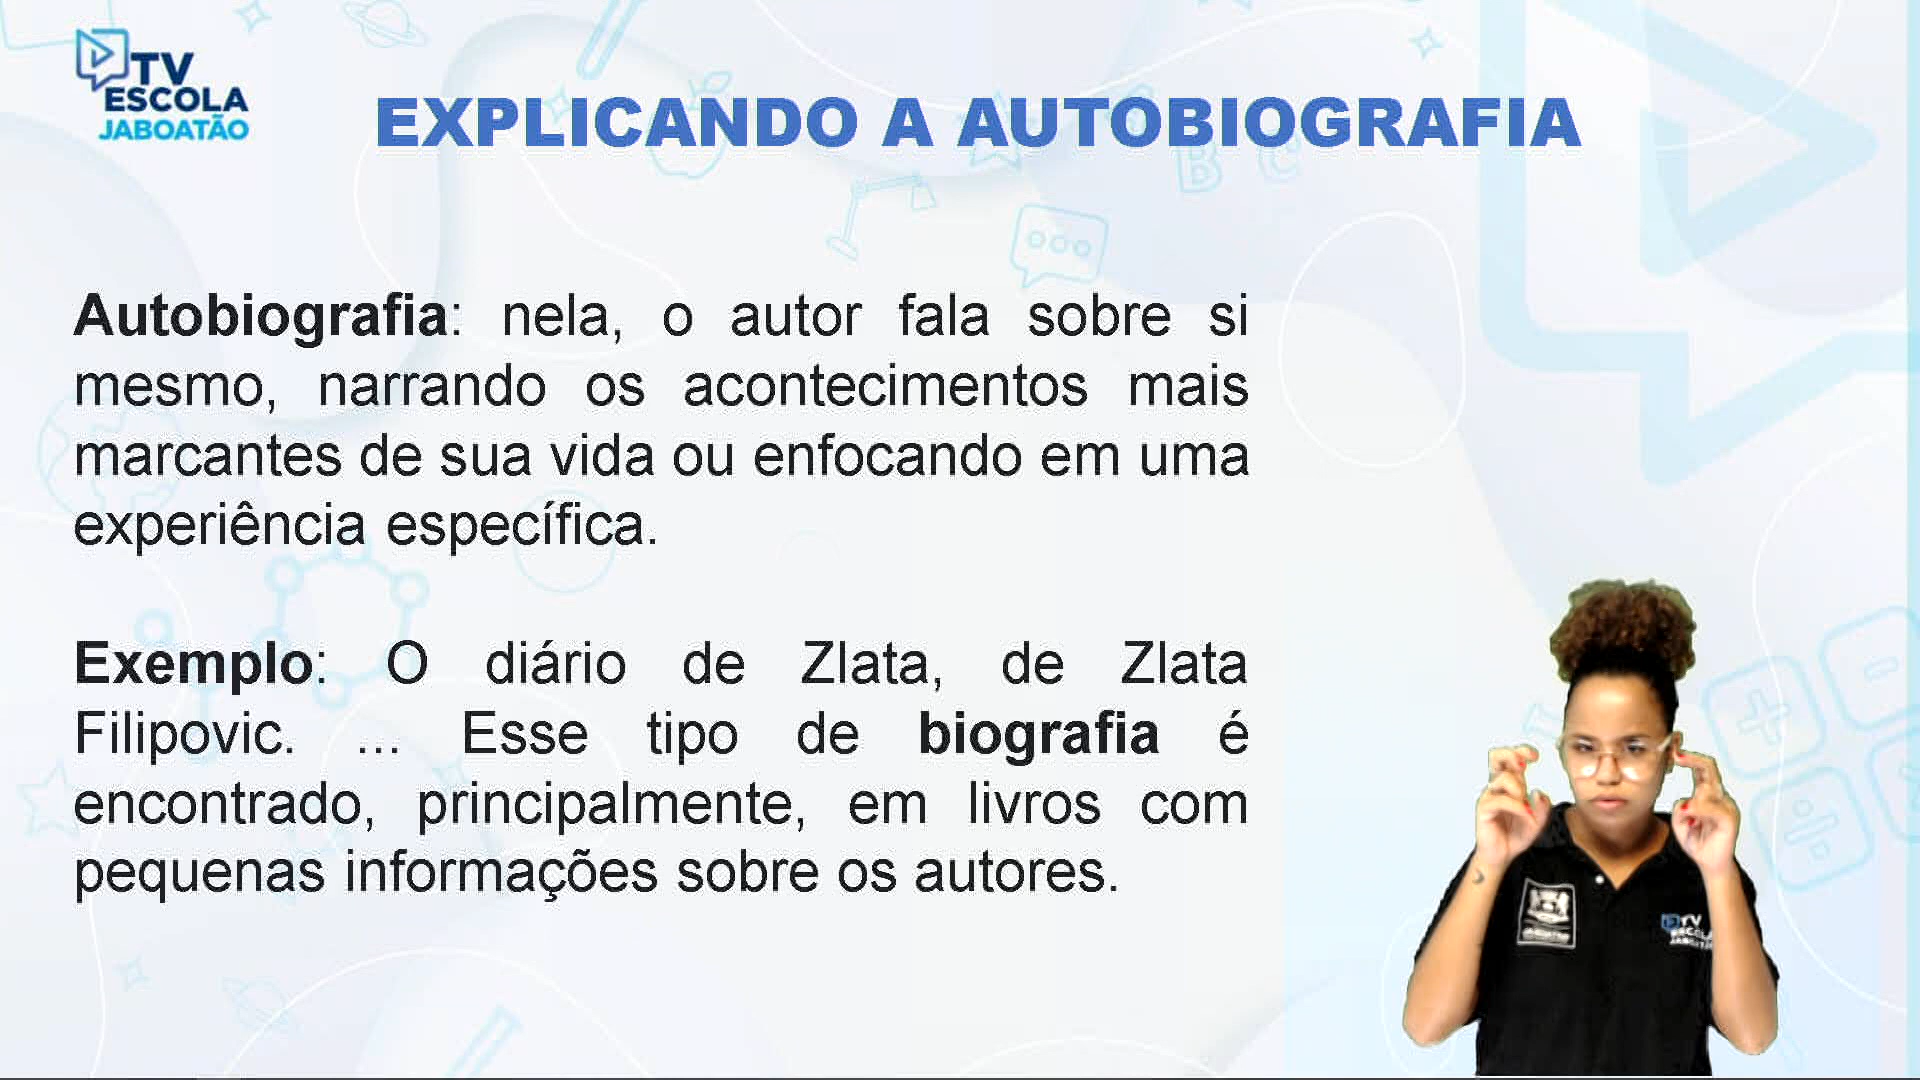 TV
ESCOLA
JABOATÃO
EXPLICANDO A AUTOBIOGRAFIA
B C
Autobiografia: nela, o autor fala sobre si
mesmo, narrando os acontecimentos mais
marcantes de sua vida ou enfocando em uma
experiência específica.
Exemplo: O diário de Zlata, de Zlata
Filipovic. ... Esse tipo de biografia é
encontrado, principalmente, em livros com
pequenas informações sobre os autores.
TV
ESCOLA